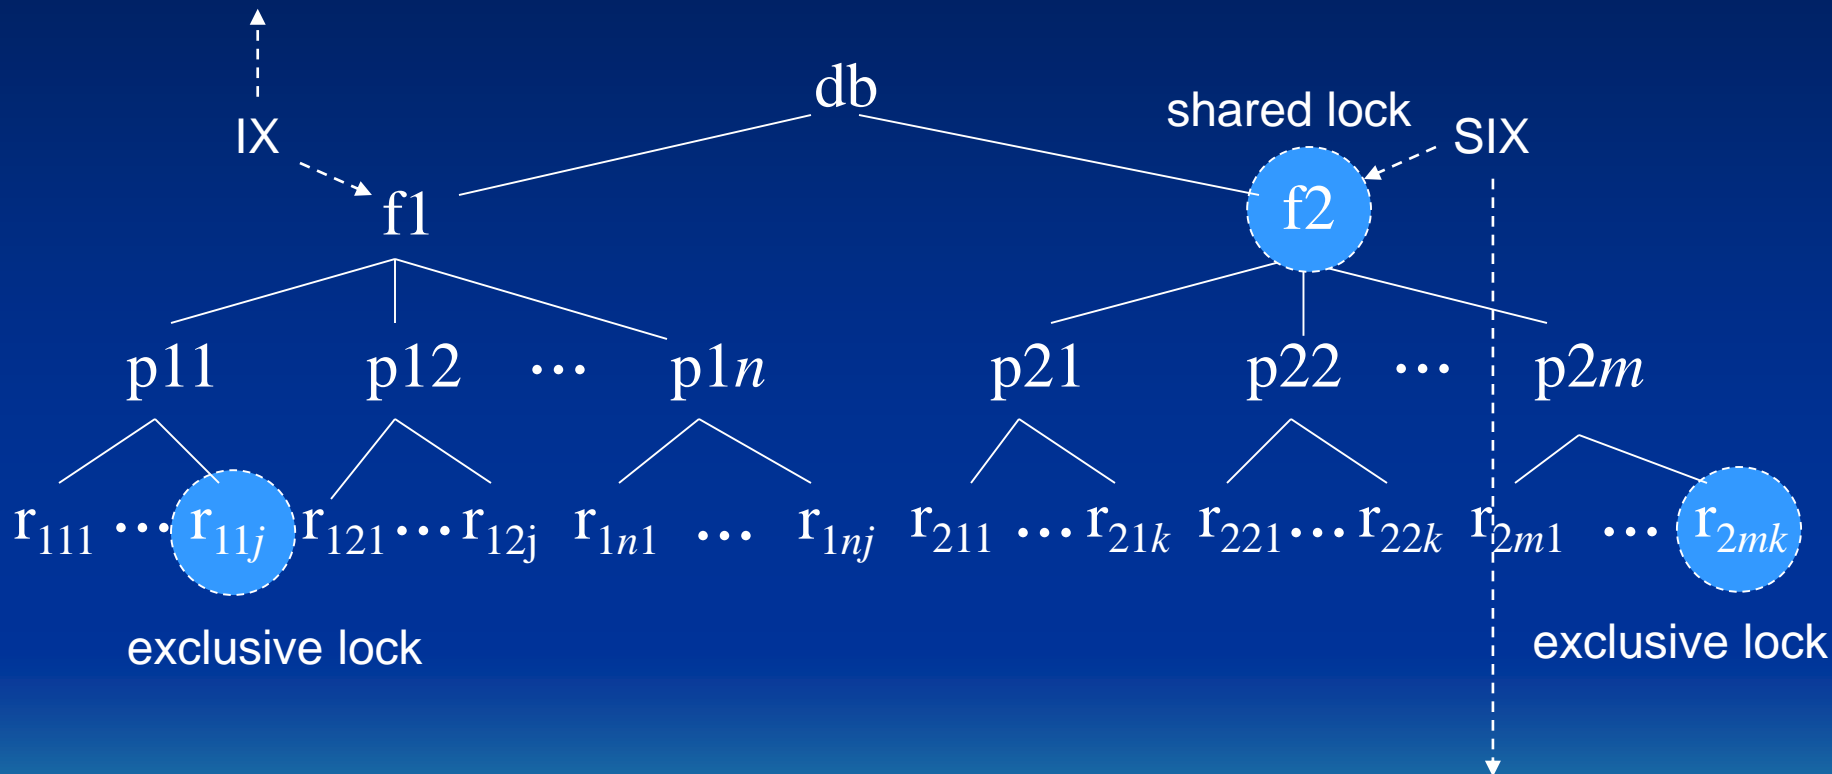 db
shared lock
IX
SIX
f1
f2
p11 p12 ... p1n p21 p22 ... p2m
r111 ... r11j r121 ... r12j r1n1 ... r1nj r211 ... r21k r221 ... r22k r2m1 ... r2mk
exclusive lock
exclusive lock